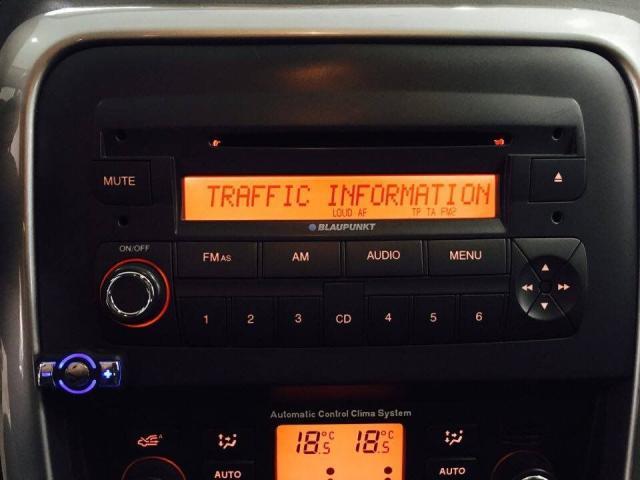 MUTE
TRAFFIC INFORMATION
LOUD AF TP TA FM2
BLAUPUNKT
ON/OFF
FM AS AM AUDIO MENU
1 2 3 CD 4 5 6
Automatic Control Clima System
18.5°C 18.5°C
AUTO AUTO